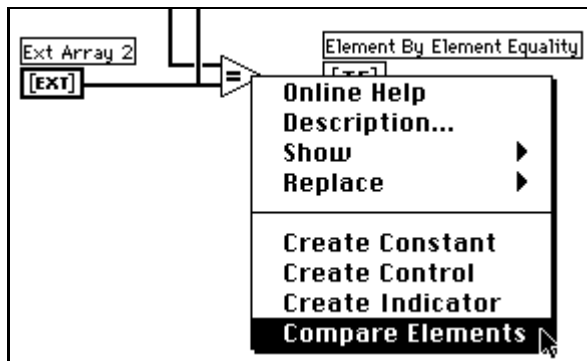 Ext Array 2
Element By Element Equality
[EXT]
=
[TF]
Online Help
Description...
Show
Replace
Create Constant
Create Control
Create Indicator
Compare Elements